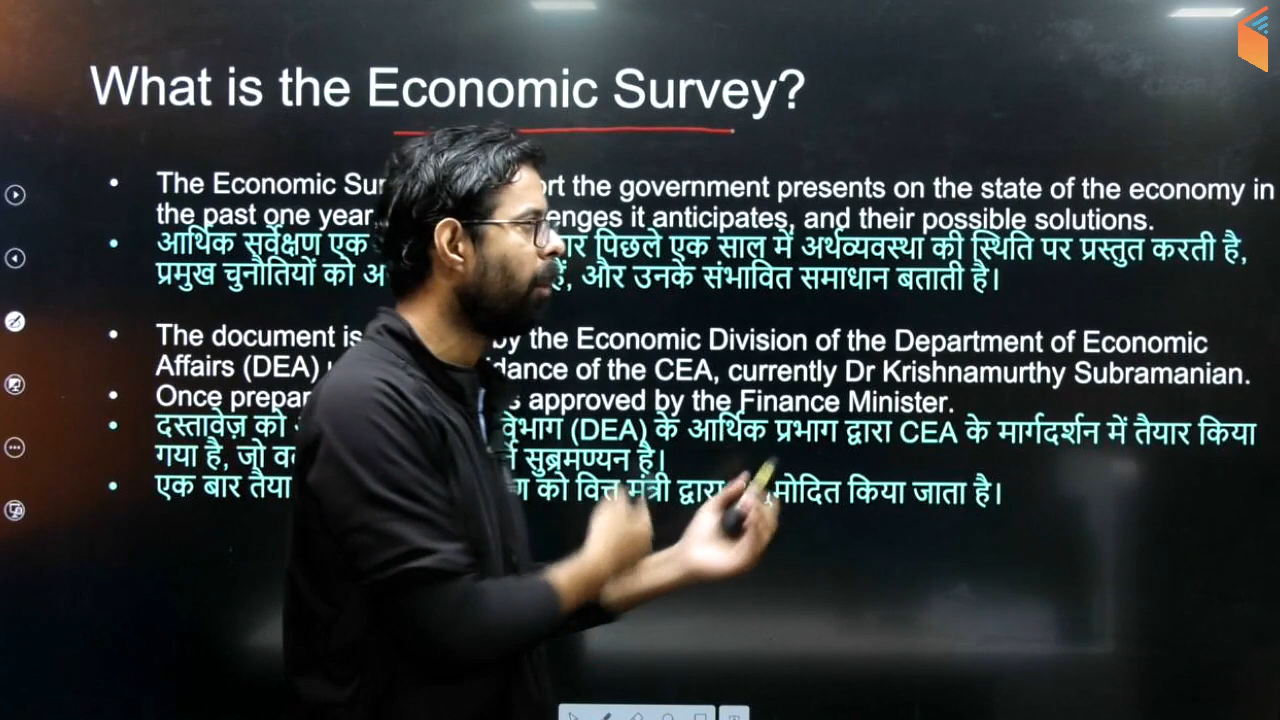 What is the Economic Survey?
• The Economic Sur ort the government presents on the state of the economy in
the past one year enges it anticipates, and their possible solutions.
• आर्थिक सर्वेक्षण एक पिछले एक साल में अर्थव्यवस्था की स्थिति पर प्रस्तुत करती है,
प्रमुख चुनौतियों को हैं, और उनके संभावित समाधान बताती है।
• The document is by the Economic Division of the Department of Economic
Affairs (DEA) dance of the CEA, currently Dr Krishnamurthy Subramanian.
• Once prepar s approved by the Finance Minister.
• दस्तावेज़ को विभाग (DEA) के आर्थिक प्रभाग द्वारा CEA के मार्गदर्शन में तैयार किया
गया है, जो सुब्रमण्यन है।
• एक बार तैया ण को वित्त मंत्री द्वारा मोदित किया जाता है।